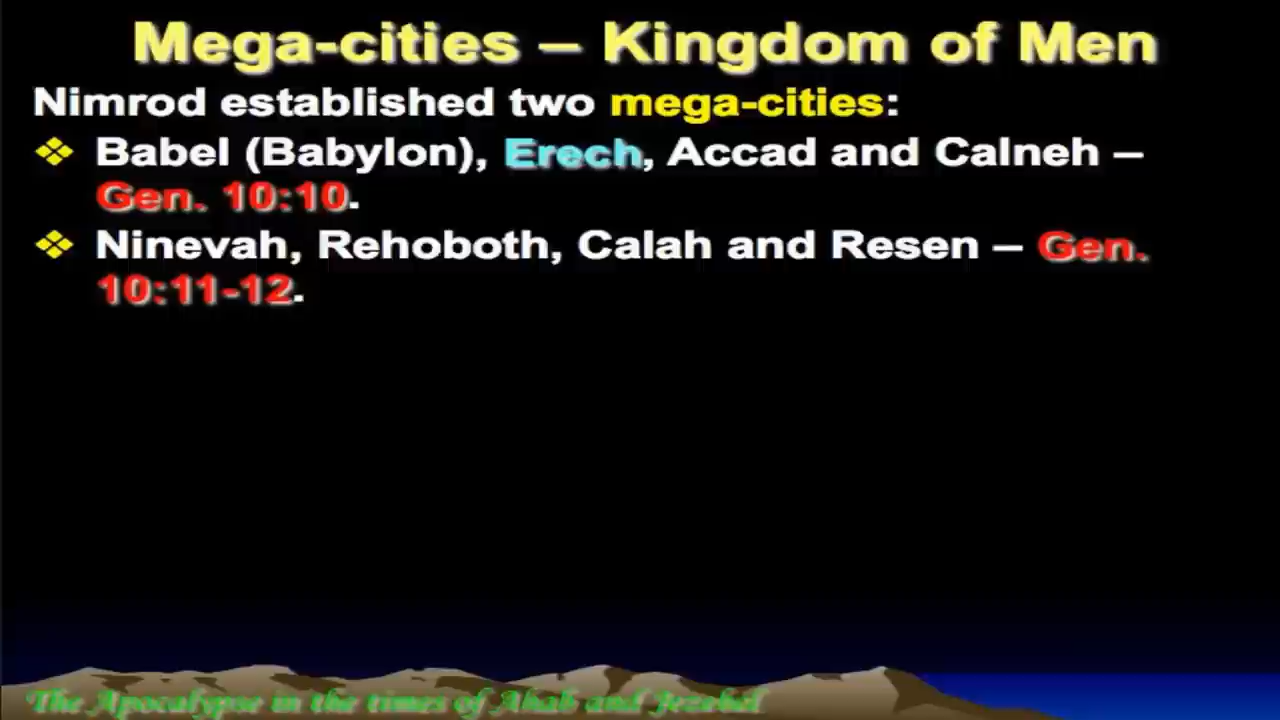 Mega-cities – Kingdom of Men
Nimrod established two mega-cities:
❖ Babel (Babylon), Erech, Accad and Calneh –
Gen. 10:10.
❖ Ninevah, Rehoboth, Calah and Resen – Gen.
10:11-12.
The Apocalypse in the times of Ahab and Jezebel